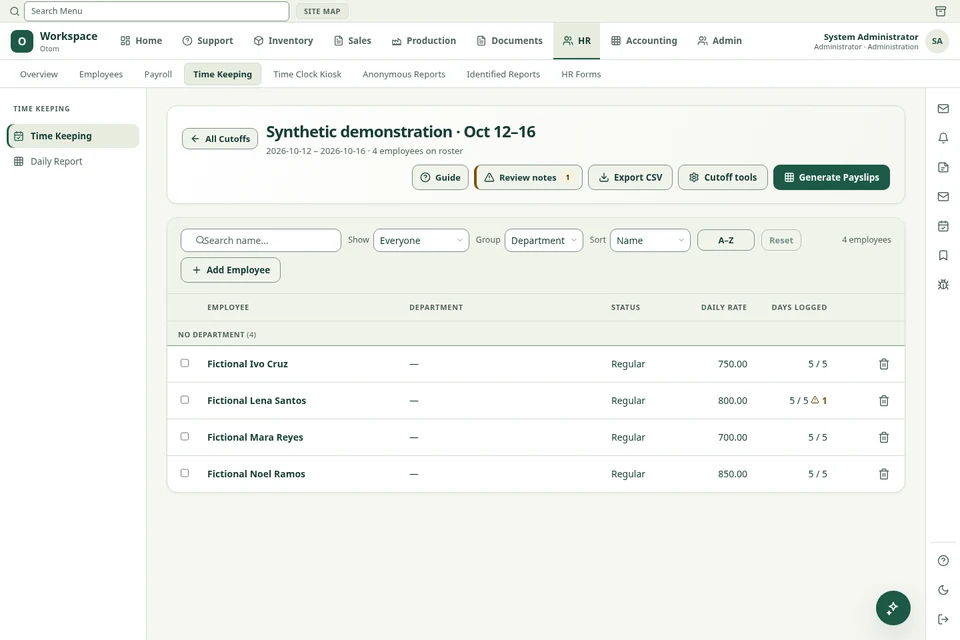 Search Menu
SITE MAP
O
Workspace
Otom
Home
Support
Inventory
Sales
Production
Documents
HR
Accounting
Admin
System Administrator
Administrator · Administration
SA
Overview
Employees
Payroll
Time Keeping
Time Clock Kiosk
Anonymous Reports
Identified Reports
HR Forms
TIME KEEPING
Time Keeping
Daily Report
All Cutoffs
Synthetic demonstration · Oct 12–16
2026-10-12 – 2026-10-16 · 4 employees on roster
Guide
Review notes 1
Export CSV
Cutoff tools
Generate Payslips
Search name...
Show
Everyone
Group
Department
Sort
Name
A–Z
Reset
4 employees
Add Employee
EMPLOYEE DEPARTMENT STATUS DAILY RATE DAYS LOGGED
NO DEPARTMENT (4)
Fictional Ivo Cruz — Regular 750.00 5 / 5
Fictional Lena Santos — Regular 800.00 5 / 5 1
Fictional Mara Reyes — Regular 700.00 5 / 5
Fictional Noel Ramos — Regular 850.00 5 / 5